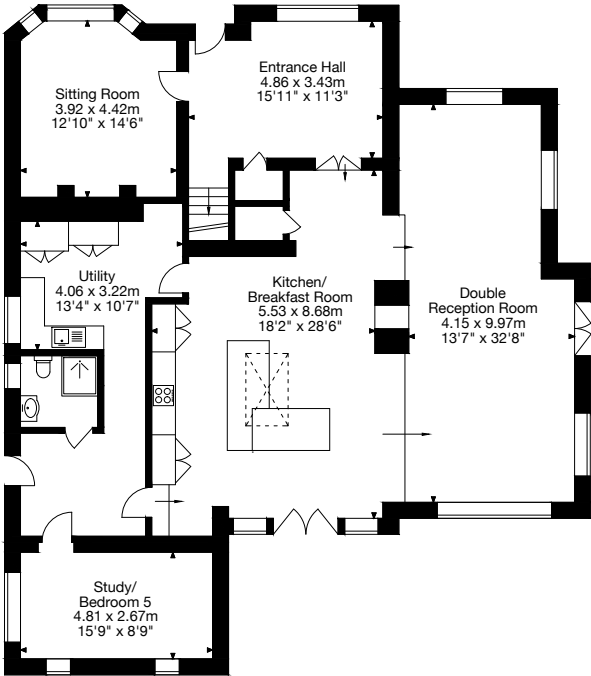 Sitting Room
3.92 x 4.42m
12'10" x 14'6"
Entrance Hall
4.86 x 3.43m
15'11" x 11'3"
Utility
4.06 x 3.22m
13'4" x 10'7"
Kitchen/
Breakfast Room
5.53 x 8.68m
18'2" x 28'6"
Double
Reception Room
4.15 x 9.97m
13'7" x 32'8"
Study/
Bedroom 5
4.81 x 2.67m
15'9" x 8'9"